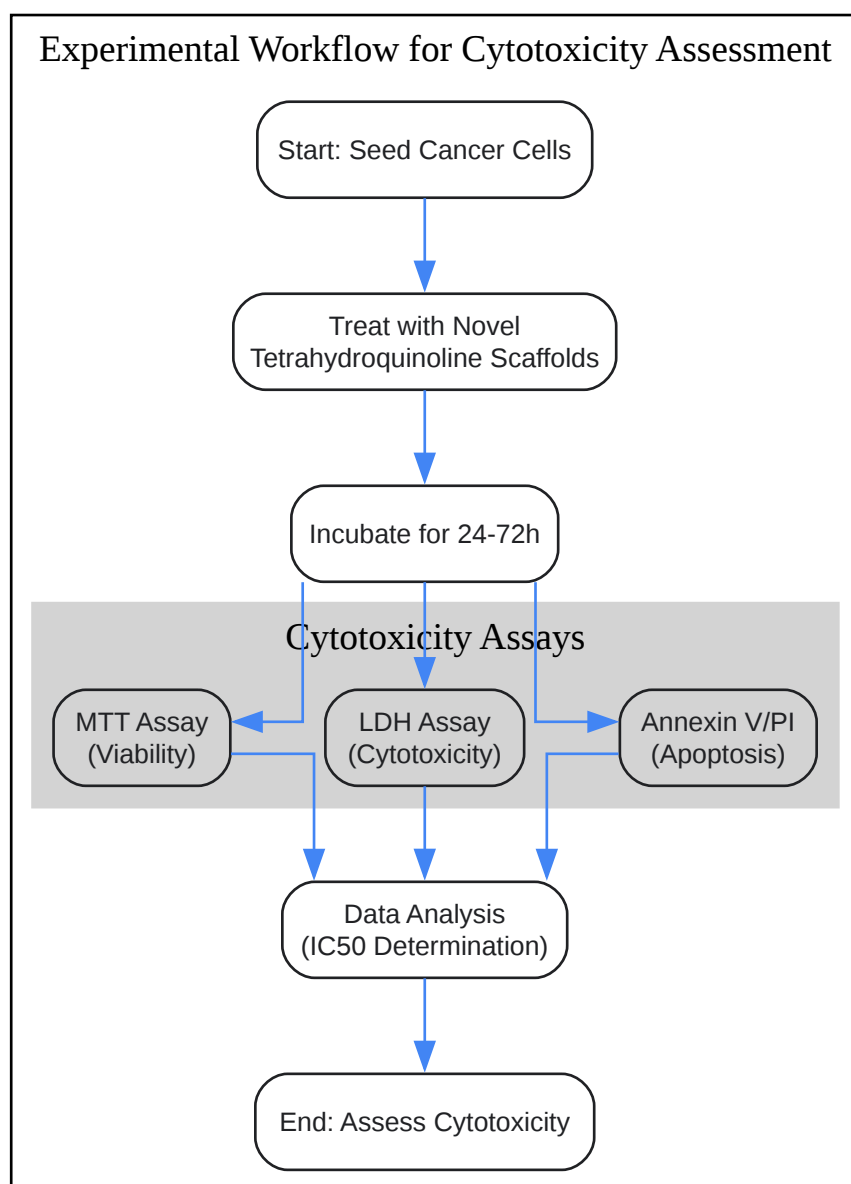 Experimental Workflow for Cytotoxicity Assessment
Start: Seed Cancer Cells
Treat with Novel
Tetrahydroquinoline Scaffolds
Incubate for 24-72h
Cytotoxicity Assays
MTT Assay
(Viability)
LDH Assay
(Cytotoxicity)
Annexin V/PI
(Apoptosis)
Data Analysis
(IC50 Determination)
End: Assess Cytotoxicity